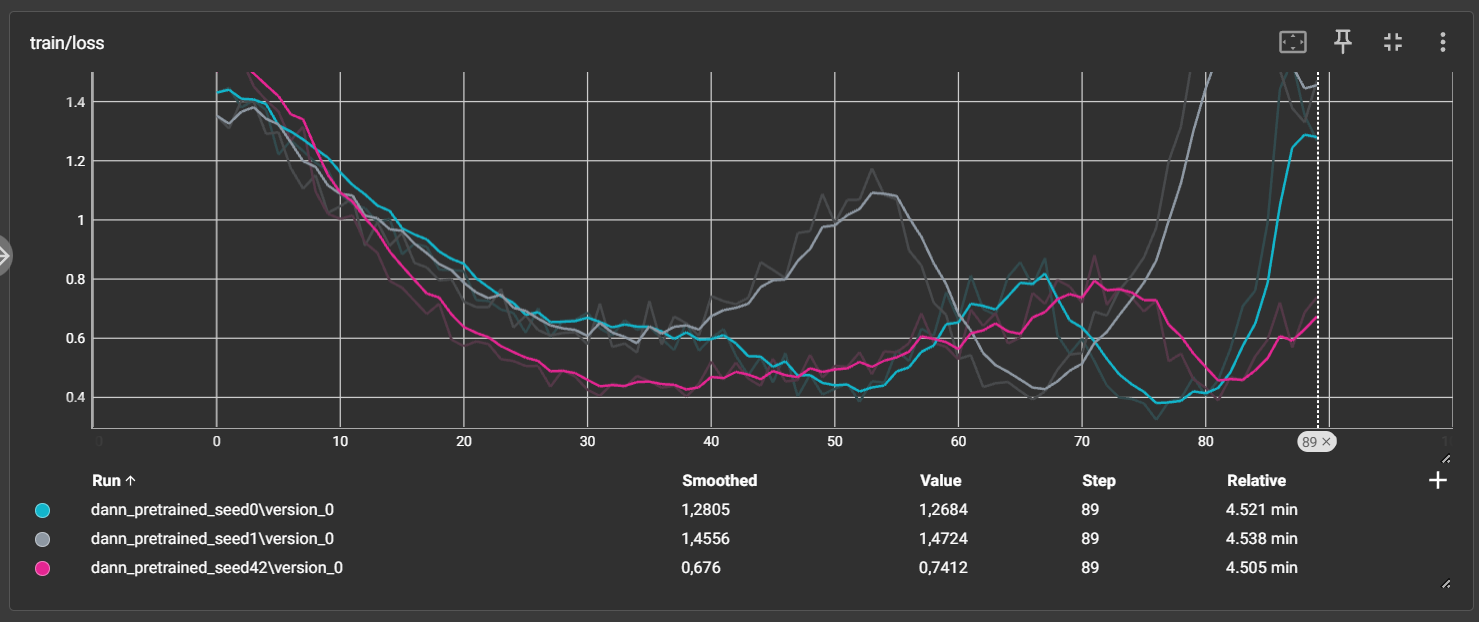 train/loss
1.4
1.2
1
0.8
0.6
0.4
0 0 10 20 30 40 50 60 70 80 89 × 1
Run ↑ Smoothed Value Step Relative
dann_pretrained_seed0\version_0 1,2805 1,2684 89 4.521 min
dann_pretrained_seed1\version_0 1,4556 1,4724 89 4.538 min
dann_pretrained_seed42\version_0 0,676 0,7412 89 4.505 min